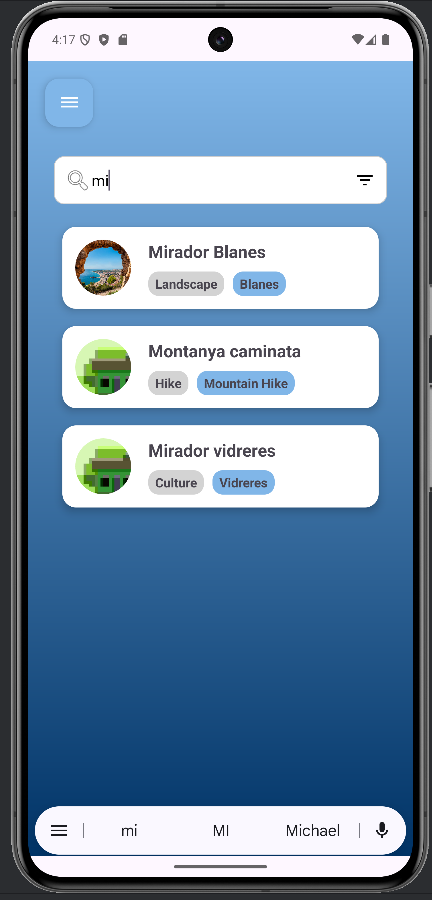 4:17
mi
Mirador Blanes
Landscape Blanes
Montanya caminata
Hike Mountain Hike
Mirador vidreres
Culture Vidreres
mi MI Michael